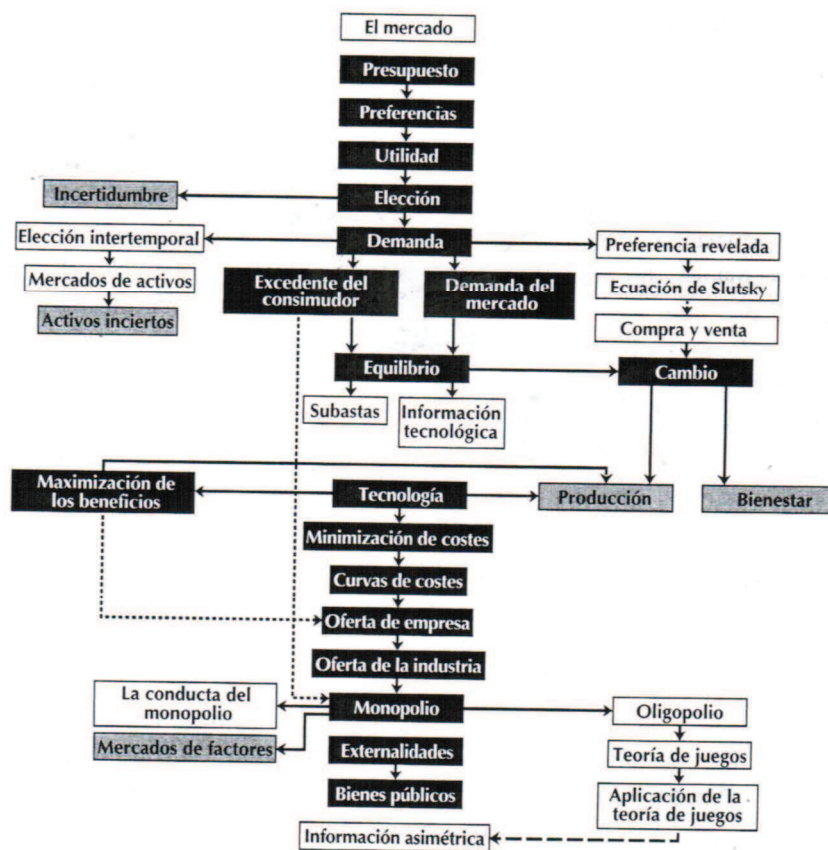 El mercado
Presupuesto
Preferencias
Utilidad
Incertidumbre
Elección
Elección intertemporal
Demanda
Preferencia revelada
Mercados de activos
Excedente del
consimudor
Demanda del
mercado
Ecuación de Slutsky
Activos inciertos
Compra y venta
Equilibrio
Cambio
Subastas
Información
tecnológica
Maximización de
los beneficios
Tecnología
Producción
Bienestar
Minimización de costes
Curvas de costes
Oferta de empresa
Oferta de la industria
La conducta del
monopolio
Monopolio
Oligopolio
Mercados de factores
Externalidades
Teoría de juegos
Bienes públicos
Aplicación de la
teoría de juegos
Información asimétrica